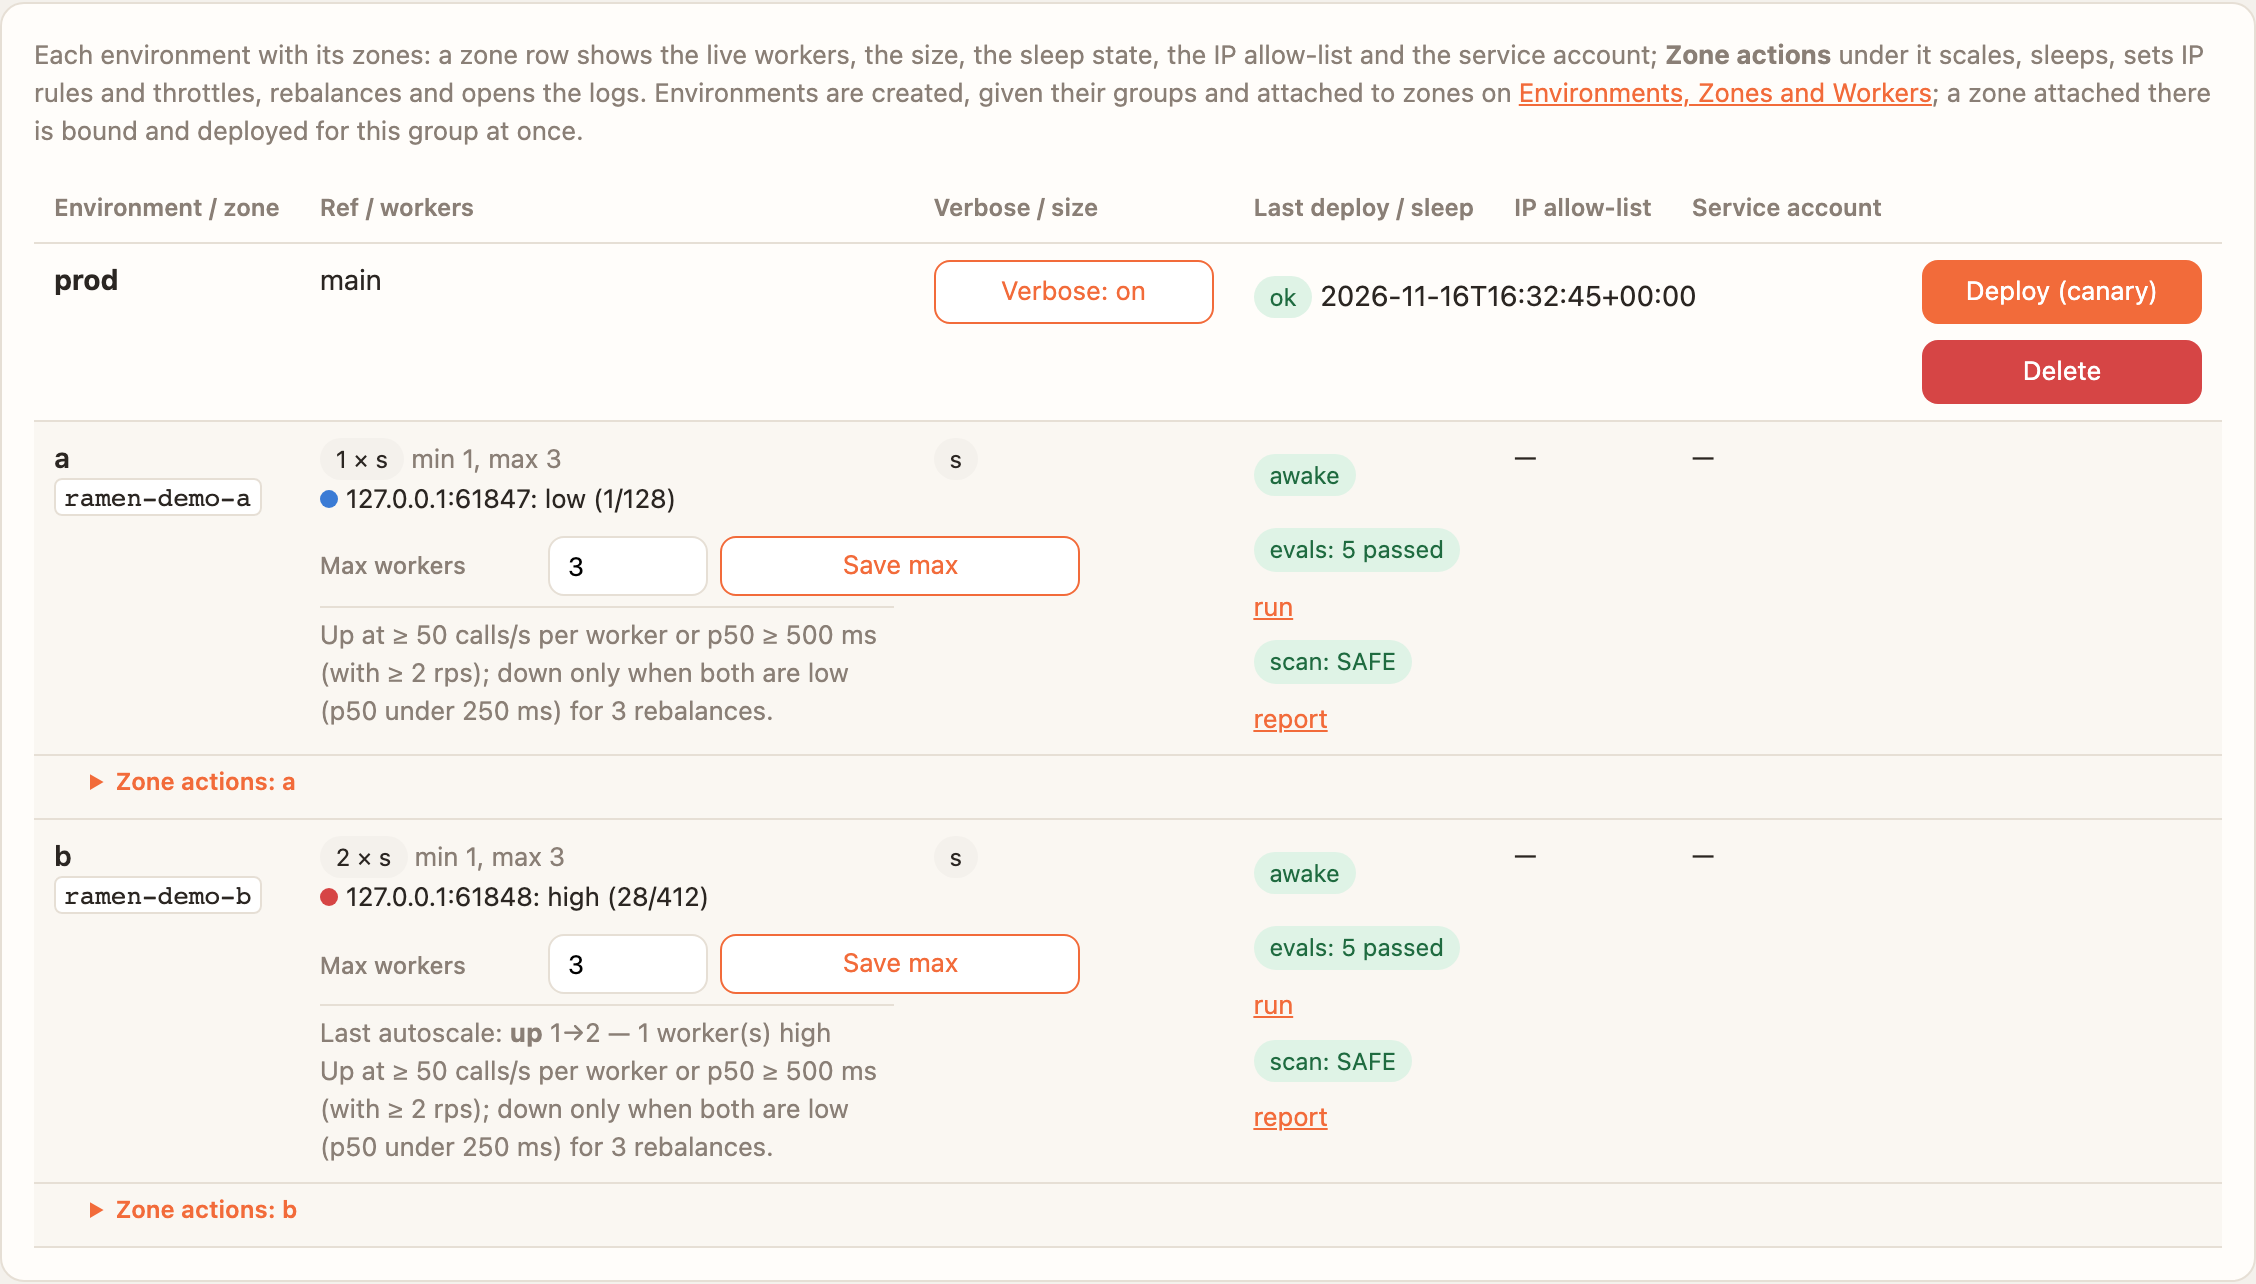 Each environment with its zones: a zone row shows the live workers, the size, the sleep state, the IP allow-list and the service account; Zone actions under it scales, sleeps, sets IP
rules and throttles, rebalances and opens the logs. Environments are created, given their groups and attached to zones on Environments, Zones and Workers; a zone attached there
is bound and deployed for this group at once.
Environment / zone Ref / workers Verbose / size Last deploy / sleep IP allow-list Service account
prod main Verbose: on ok 2026-11-16T16:32:45+00:00 Deploy (canary)
Delete
a 1 × s min 1, max 3 s awake — —
ramen-demo-a 127.0.0.1:61847: low (1/128)
evals: 5 passed
Max workers 3 Save max
run
Up at ≥ 50 calls/s per worker or p50 ≥ 500 ms
(with ≥ 2 rps); down only when both are low
(p50 under 250 ms) for 3 rebalances.
scan: SAFE
report
▶ Zone actions: a
b 2 × s min 1, max 3 s awake — —
ramen-demo-b 127.0.0.1:61848: high (28/412)
evals: 5 passed
Max workers 3 Save max
run
Last autoscale: up 1→2 — 1 worker(s) high
Up at ≥ 50 calls/s per worker or p50 ≥ 500 ms
(with ≥ 2 rps); down only when both are low
(p50 under 250 ms) for 3 rebalances.
scan: SAFE
report
▶ Zone actions: b